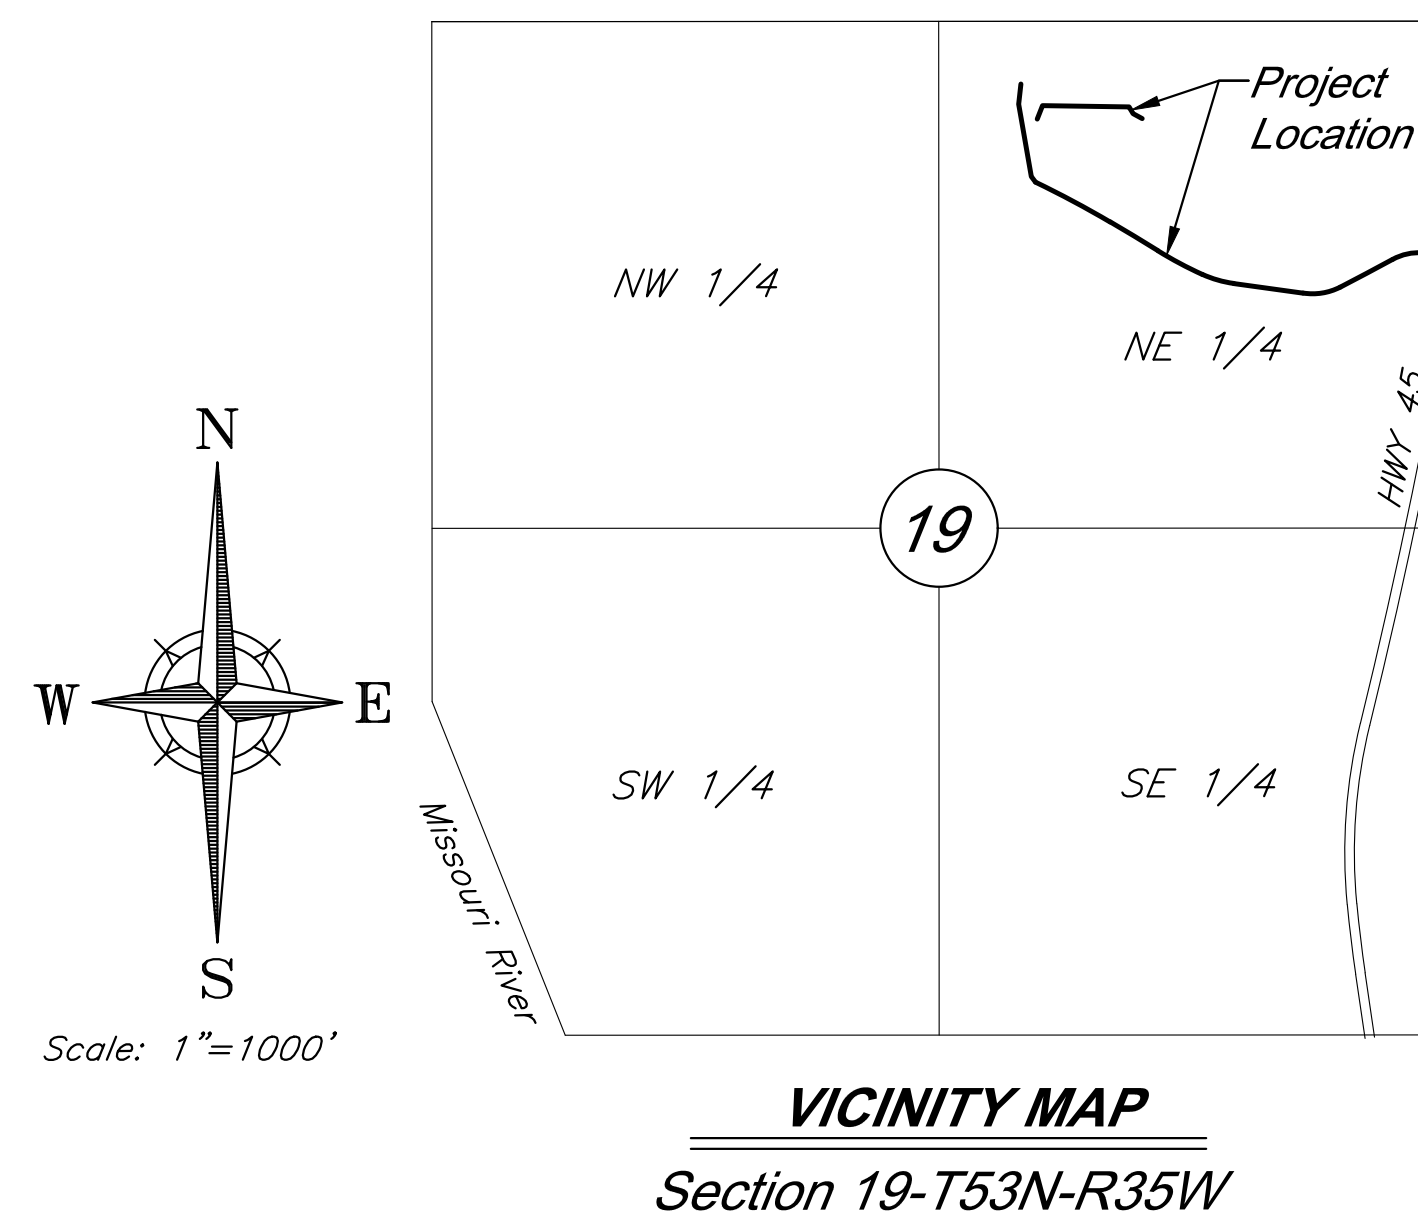 Project
Location
NW 1/4
NE 1/4
HWY 45
N
19
W
E
SW 1/4
SE 1/4
Missouri River
S
Scale: 1"=1000'
VICINITY MAP
Section 19-T53N-R35W